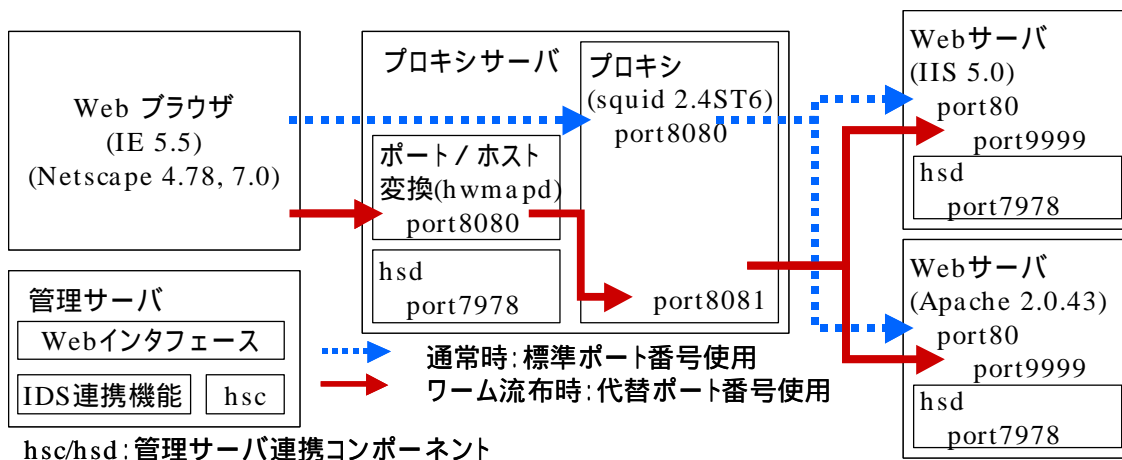 Web ブラウザ
(IE 5.5)
(Netscape 4.78, 7.0)
管理サーバ
Webインタフェース
IDS連携機能
hsc
hsc/hsd:管理サーバ連携コンポーネント
プロキシサーバ
ポート/ホスト
変換(hwmapd)
port8080
hsd
port7978
プロキシ
(squid 2.4ST6)
port8080
port8081
通常時:標準ポート番号使用
ワーム流布時:代替ポート番号使用
Webサーバ
(IIS 5.0)
port80
port9999
hsd
port7978
Webサーバ
(Apache 2.0.43)
port80
port9999
hsd
port7978